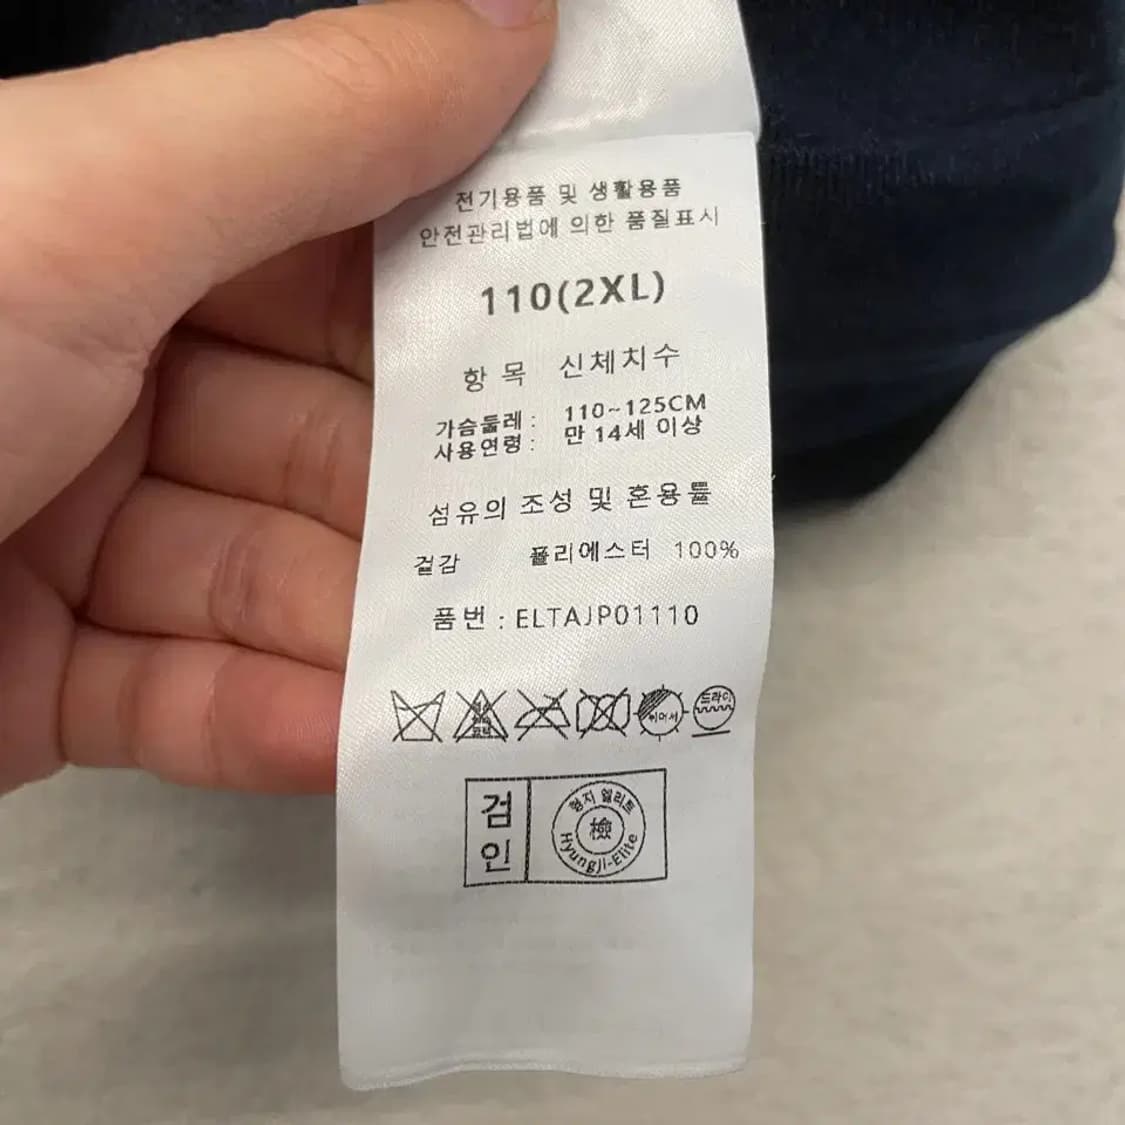 전기용품 및 생활용품
안전관리법에 의한 품질표시
110(2XL)
항 목 신체치수
가슴둘레 : 110~125CM
사용연령 : 만 14세 이상
섬유의 조성 및 혼용률
겉감 폴리에스터 100%
품번 : ELTAJP01110
뉘어서
드라이
검인
형지 엘리트
檢
Hyungji-Elite